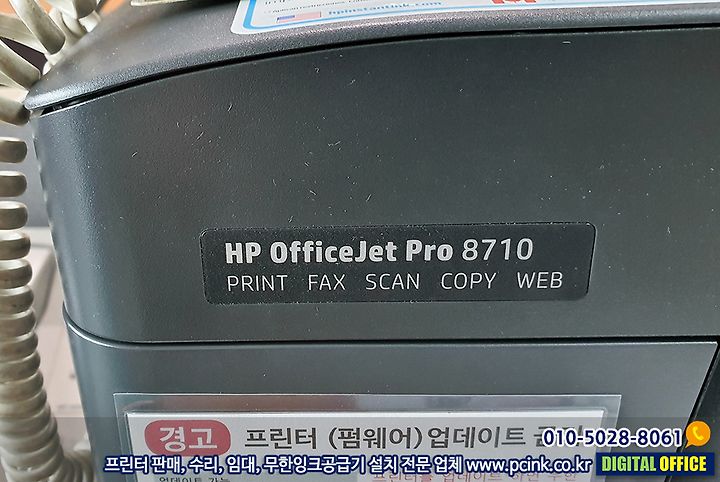 HP OfficeJet Pro 8710
PRINT FAX SCAN COPY WEB
경고 프린터 (펌웨어) 업데이트
010-5028-8061
프린터 판매, 수리, 임대, 무한잉크공급기 설치 전문 업체 www.pcink.co.kr DIGITAL OFFICE